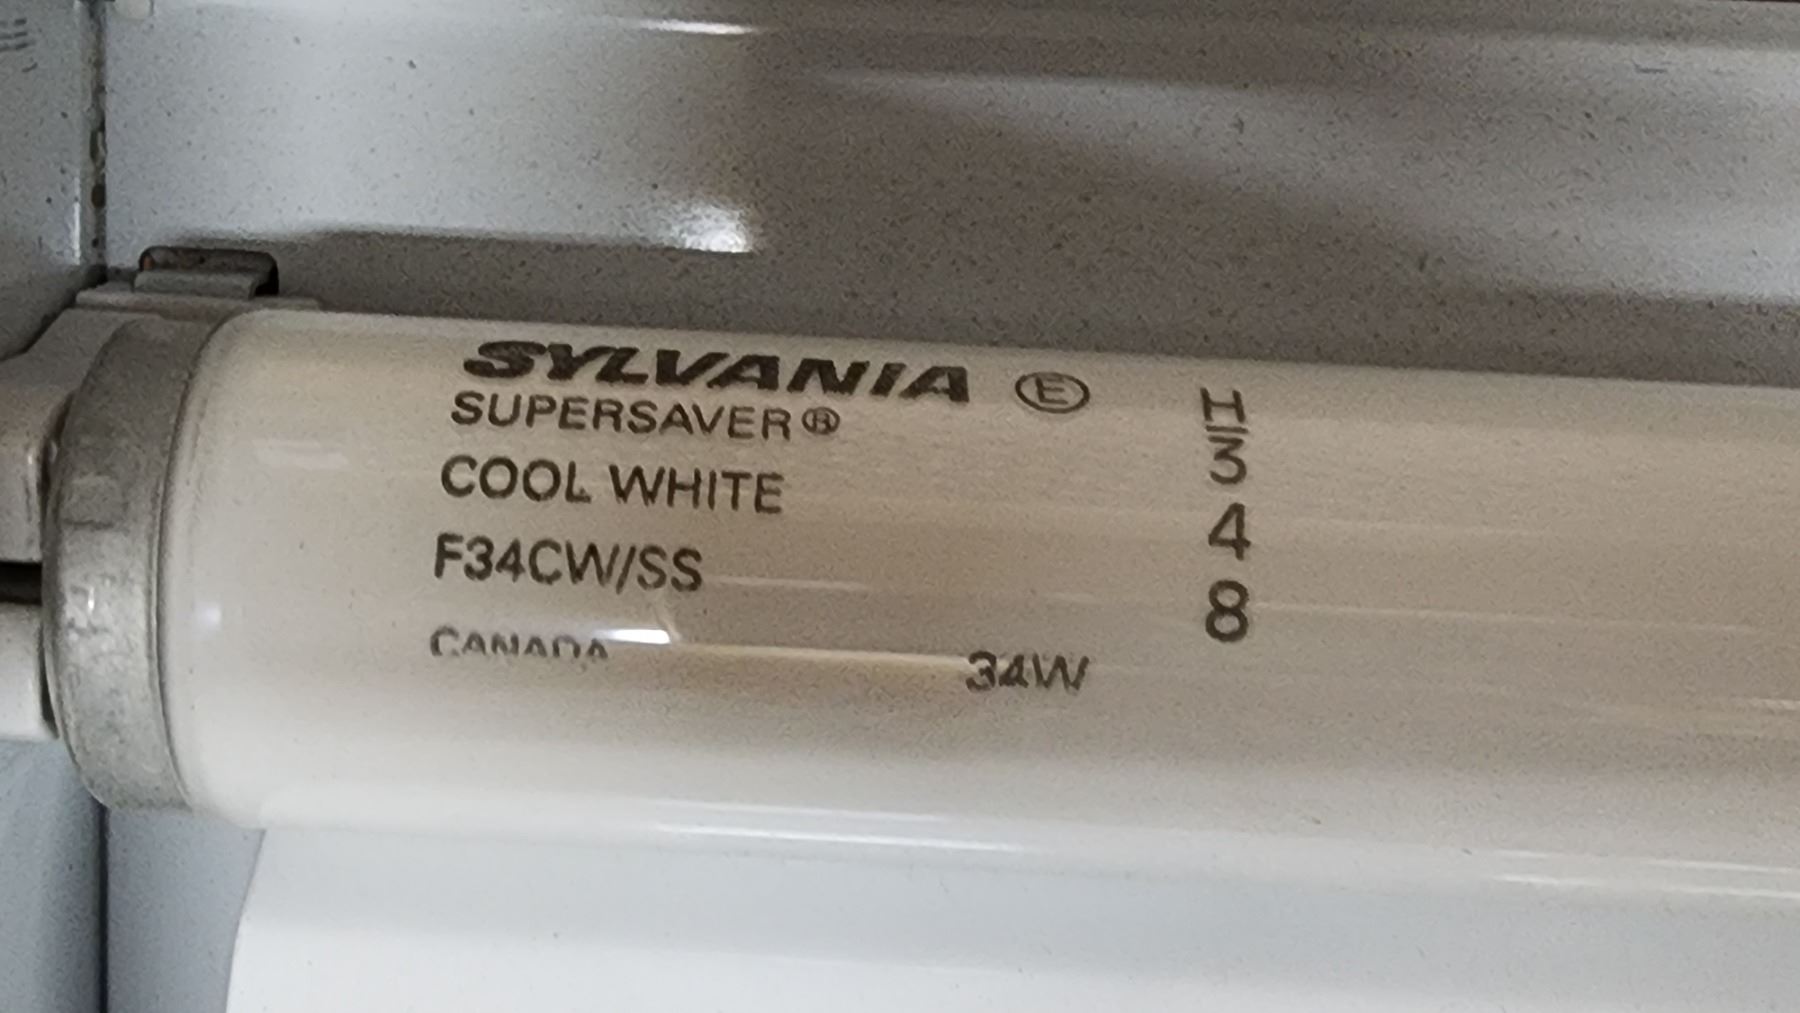 SYLVANIA Ⓔ
SUPERSAVER®
COOL WHITE
F34CW/SS
CANADA 34W
H
3
4
8